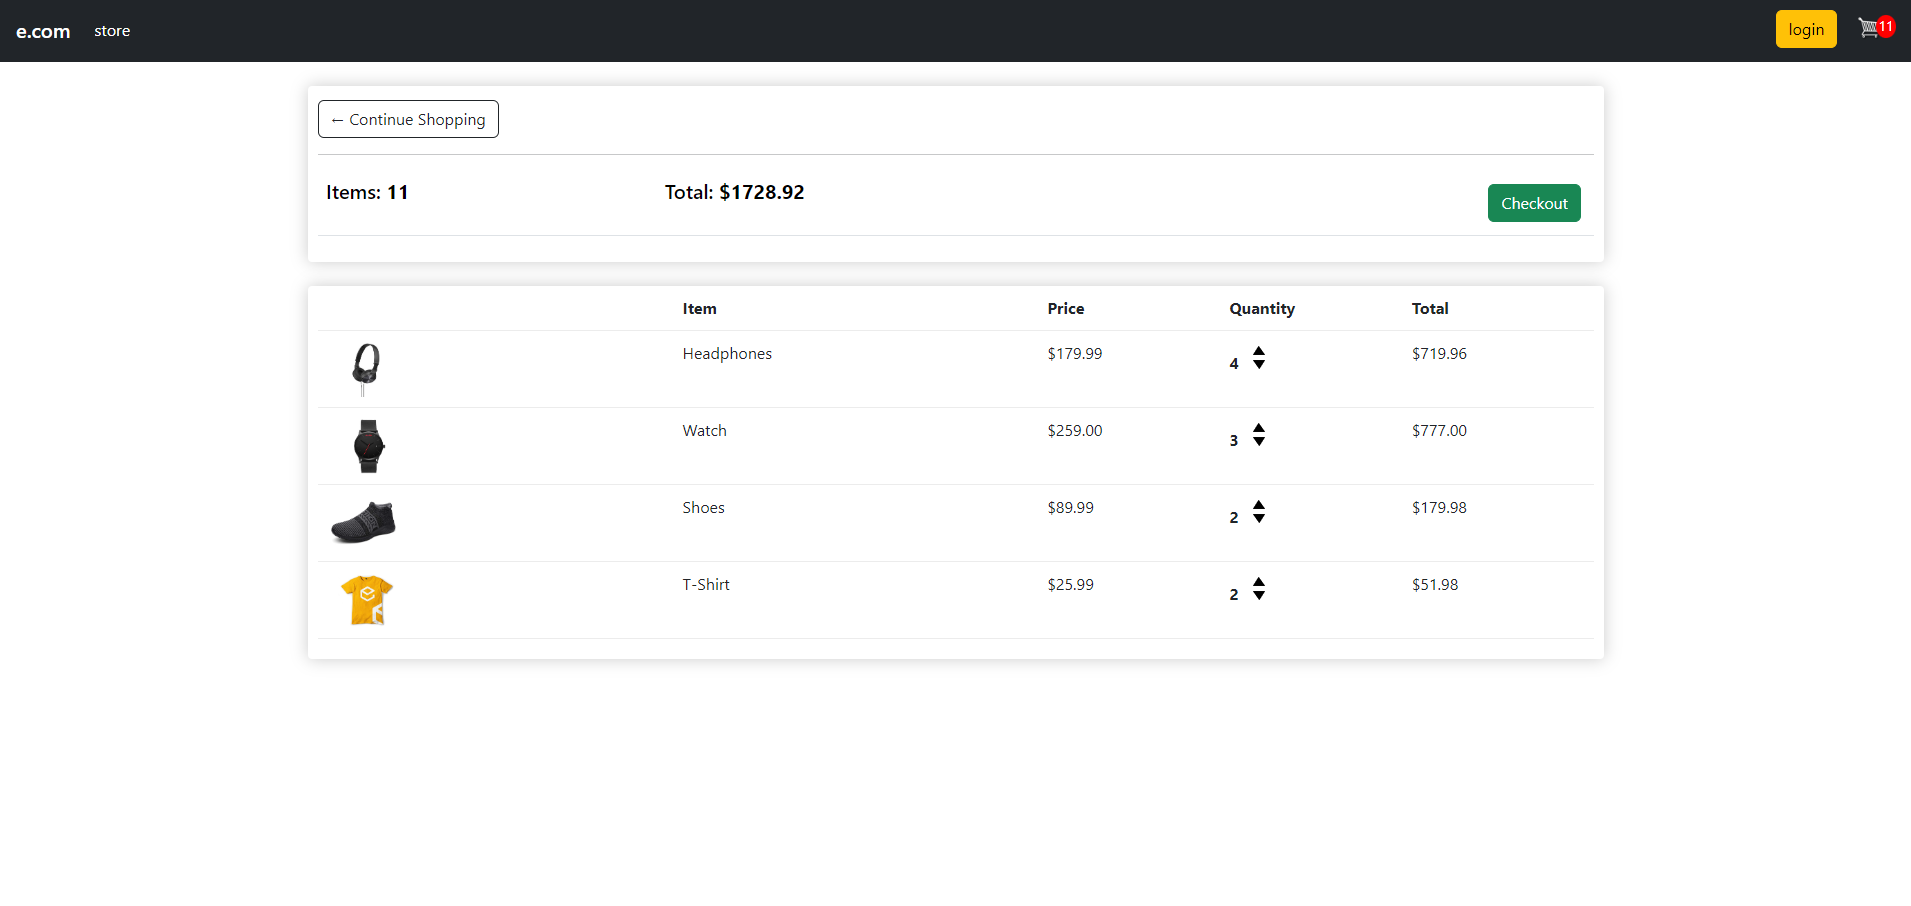 e.com store login 11
← Continue Shopping
Items: 11 Total: $1728.92 Checkout
Item Price Quantity Total
Headphones $179.99 4 $719.96
Watch $259.00 3 $777.00
Shoes $89.99 2 $179.98
T-Shirt $25.99 2 $51.98